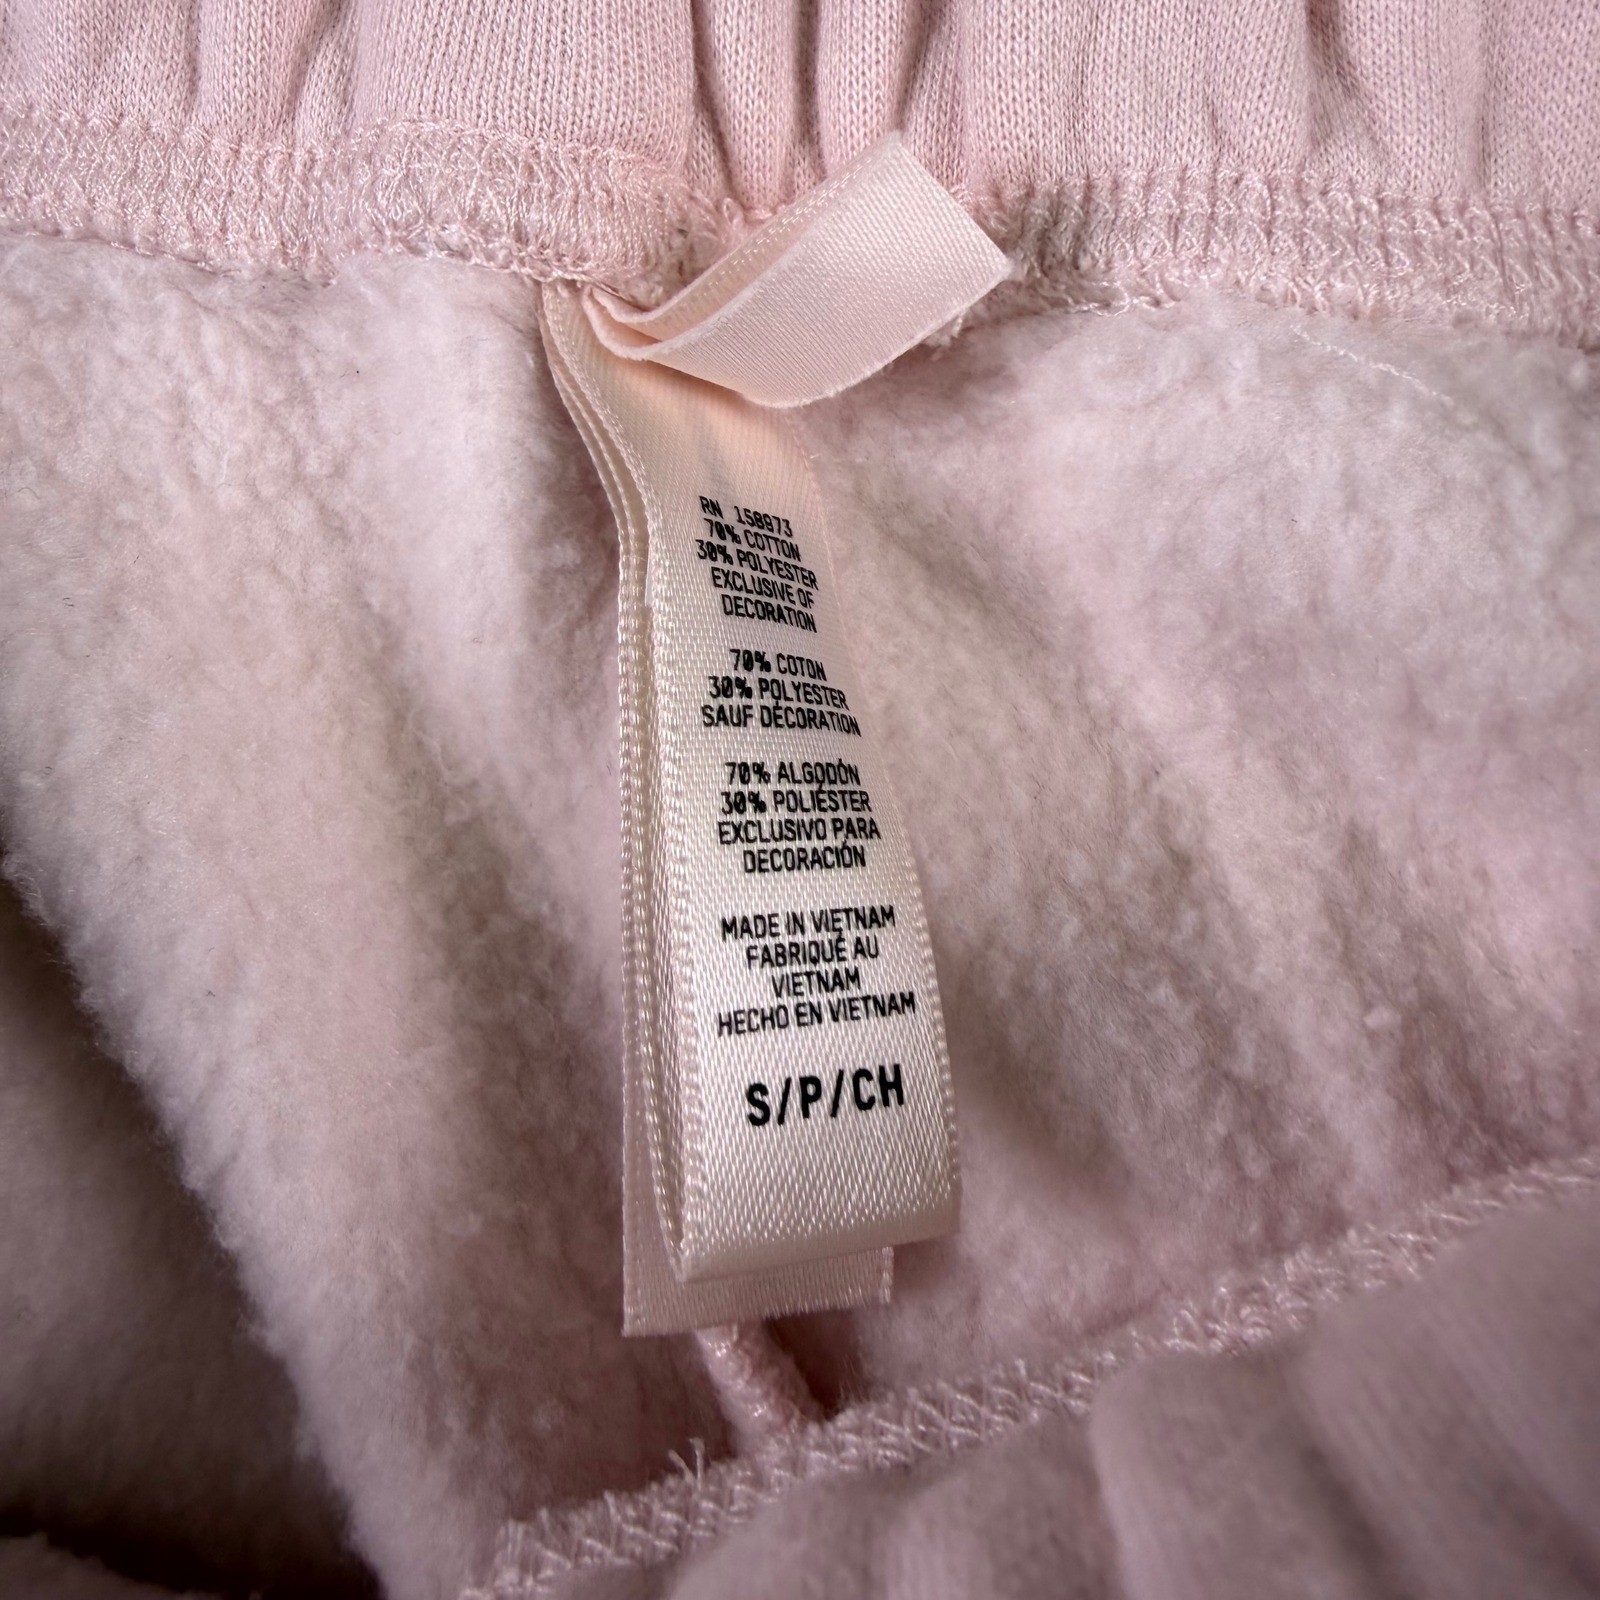 RN 158973
70% COTTON
30% POLYESTER
EXCLUSIVE OF
DECORATION
70% COTON
30% POLYESTER
SAUF DÉCORATION
70% ALGODÓN
30% POLIÉSTER
EXCLUSIVO PARA
DECORACIÓN
MADE IN VIETNAM
FABRIQUÉ AU
VIETNAM
HECHO EN VIETNAM
S/P/CH